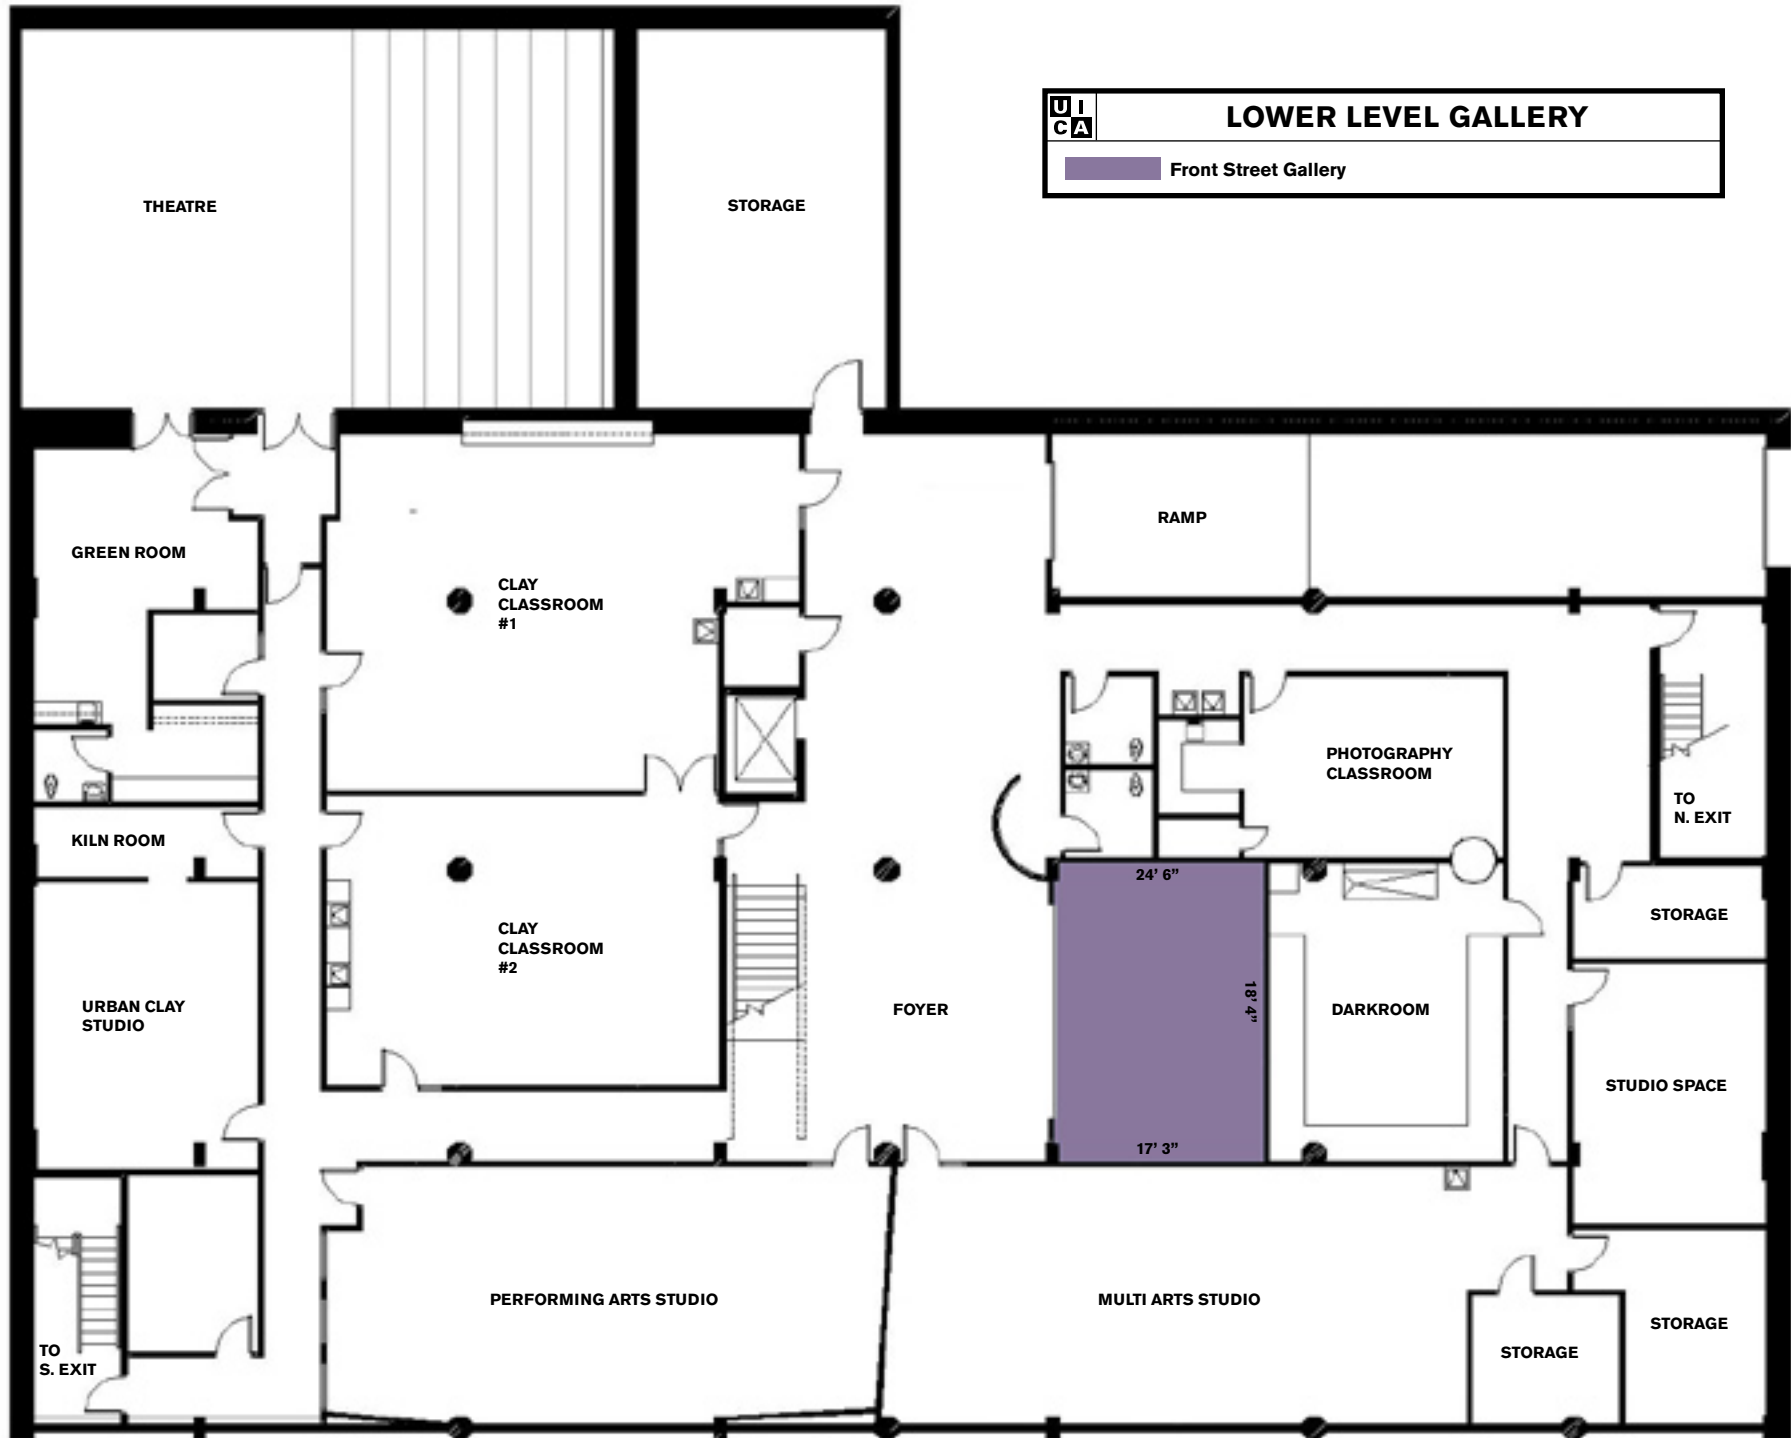 U I
C A
LOWER LEVEL GALLERY
Front Street Gallery
THEATRE
STORAGE
RAMP
GREEN ROOM
CLAY
CLASSROOM
#1
PHOTOGRAPHY
CLASSROOM
TO
N. EXIT
KILN ROOM
24’ 6”
STORAGE
CLAY
CLASSROOM
#2
URBAN CLAY
STUDIO
FOYER
18’ 4”
DARKROOM
STUDIO SPACE
17’ 3”
PERFORMING ARTS STUDIO
MULTI ARTS STUDIO
STORAGE
STORAGE
TO
S. EXIT